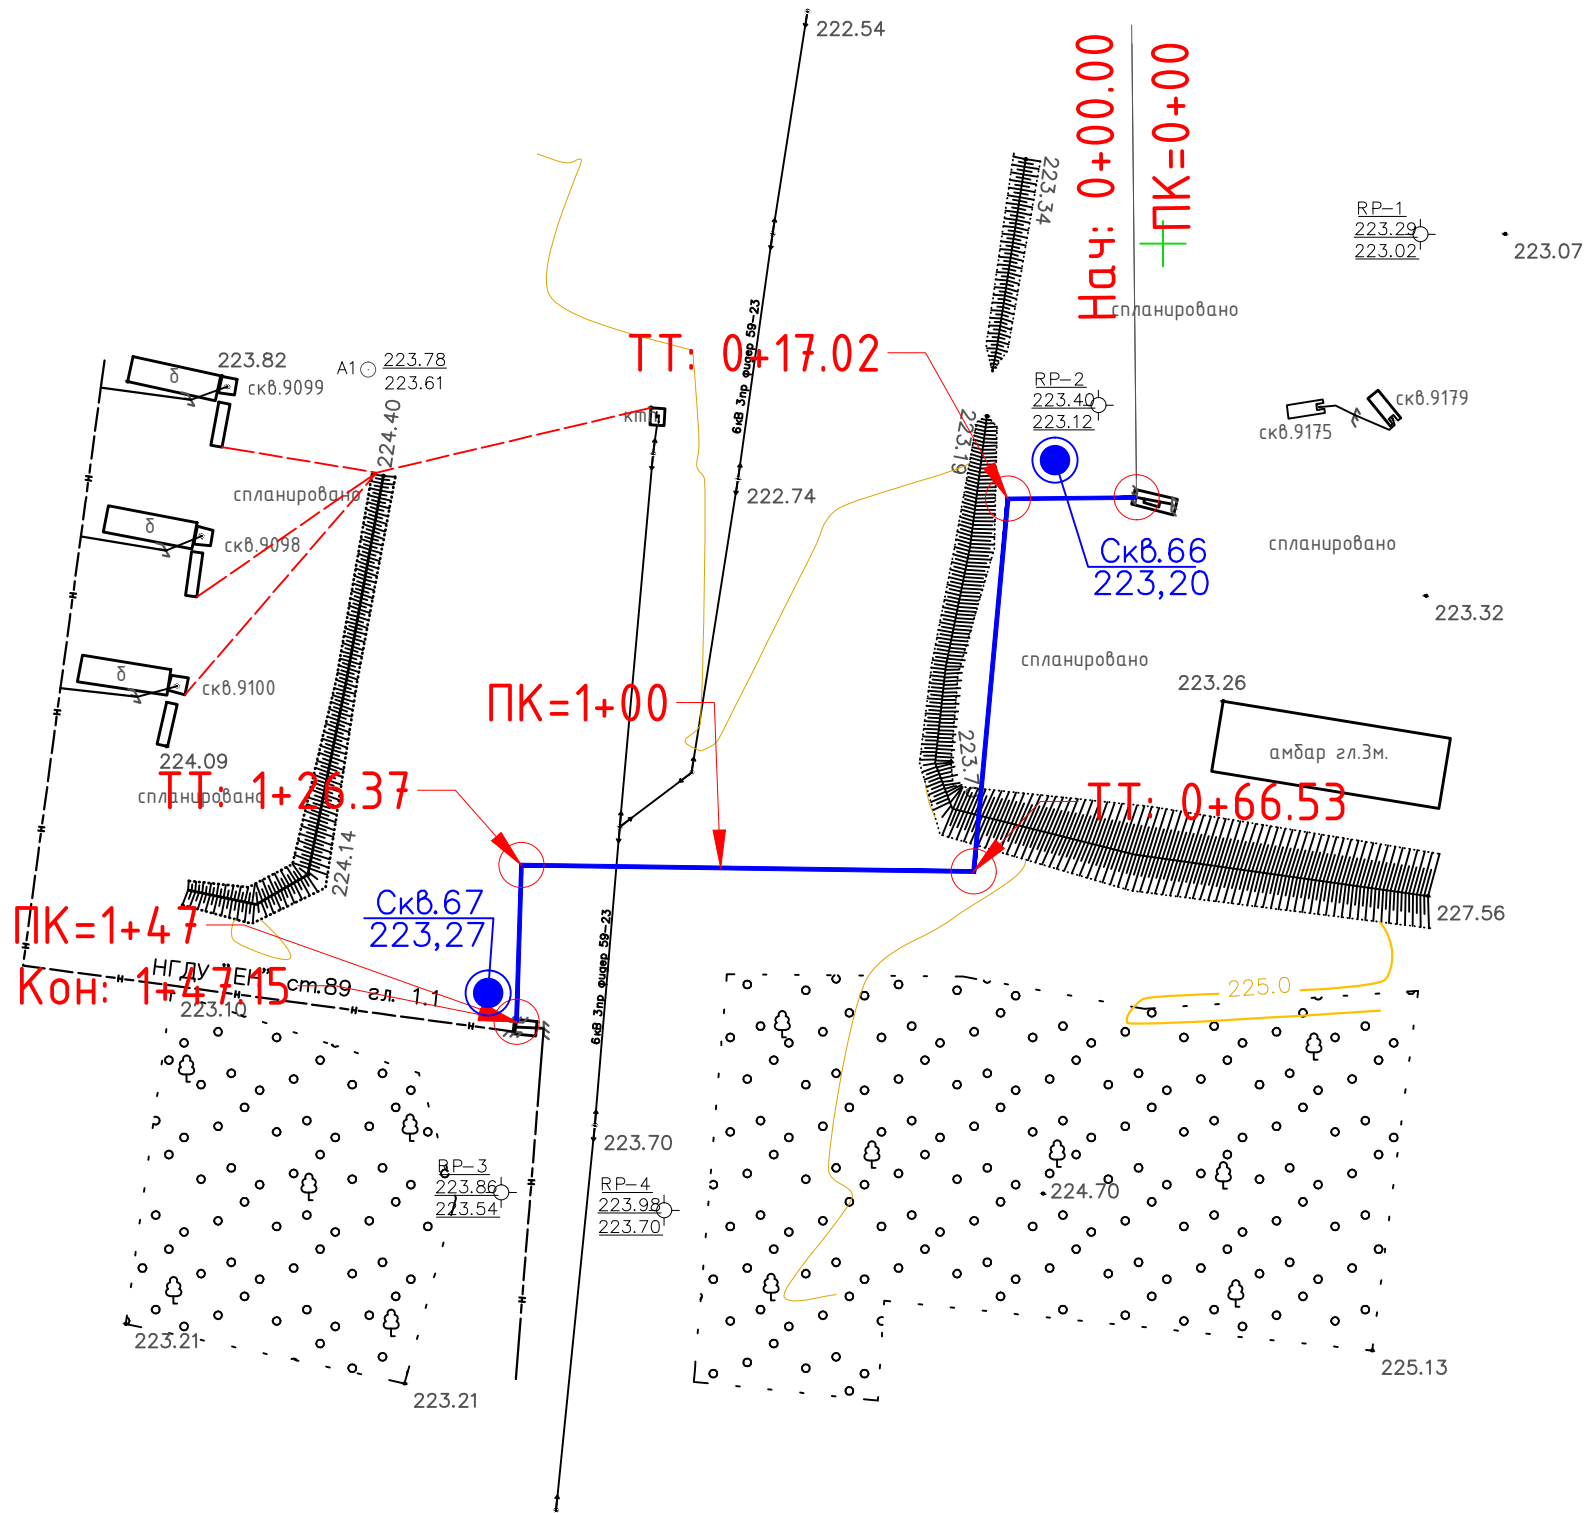 222.54
Нач: 0+00.00
ПК=0+00
223.34
RP-1
223.29
223.02
223.07
спланировано
6кВ 3пр фидер 59-23
ТТ: 0+17.02
223.82
скв.9099
А1
223.78
223.61
224.40
ктп
RP-2
223.40
223.12
скв.9179
скв.9175
223.19
222.74
спланировано
δ
δ
δ
скв.9098
Скв.66
223,20
спланировано
223.32
спланировано
скв.9100
ПК=1+00
223.26
амбар гл.3м.
224.09
спланировано
ТТ: 1+26.37
ТТ: 0+66.53
224.14
Скв.67
223,27
ПК=1+47
227.56
Кон: 1+47.15
НГДУ "ЕН" ст.89 гл. 1.1
223.10
6кВ 3пр фидер 59-23
225.0
223.70
RP-3
223.86
223.54
RP-4
223.98
223.70
224.70
223.21
223.21
225.13